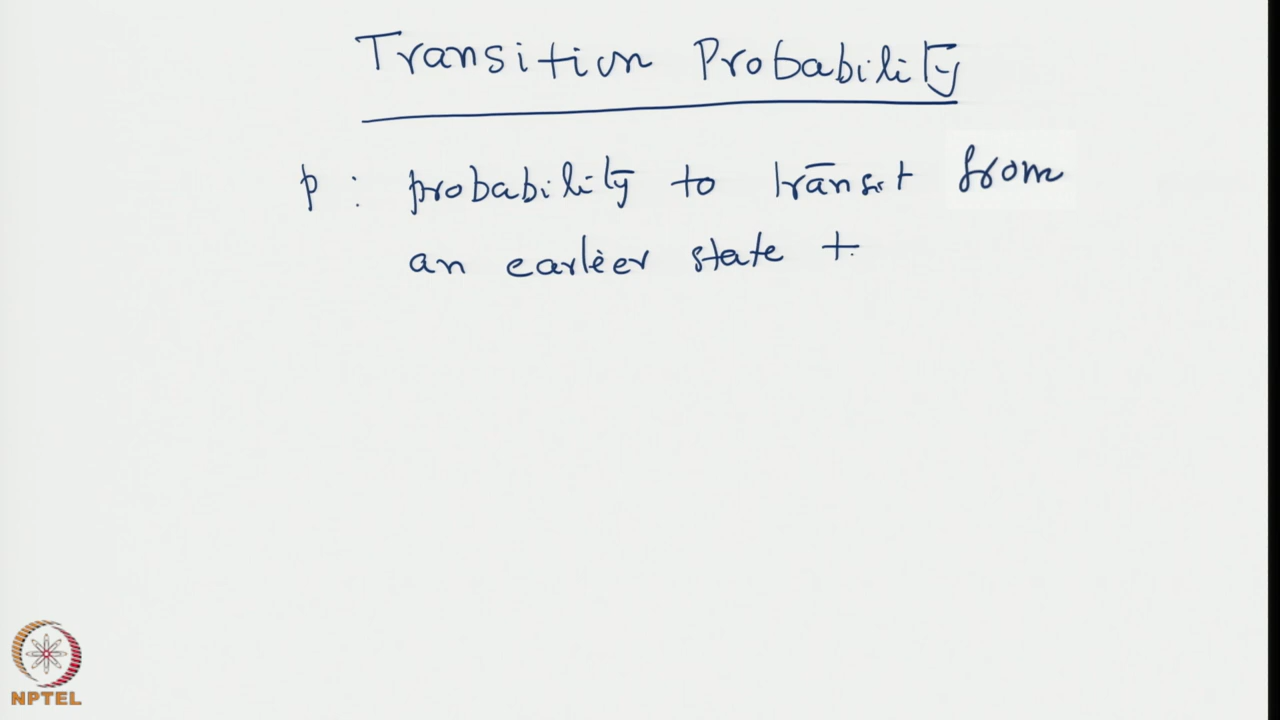 Transition Probability
p : probability to transit from
an earlier state t
NPTEL